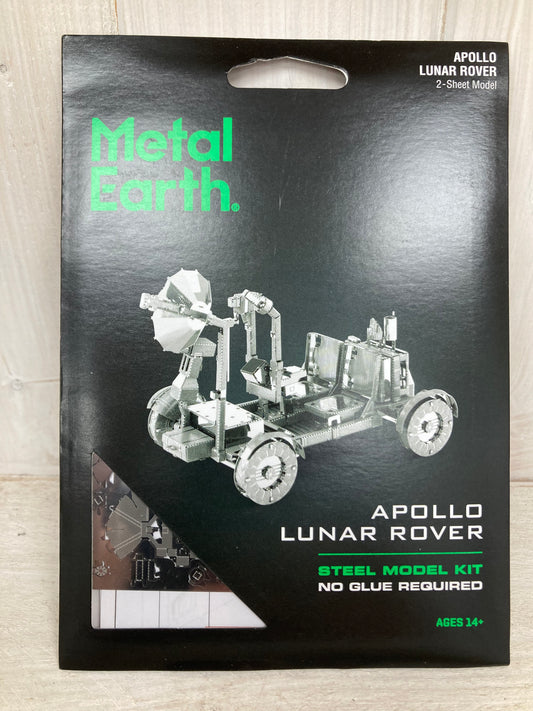 APOLLO
LUNAR ROVER
2-Sheet Model
Metal
Earth®
APOLLO
LUNAR ROVER
STEEL MODEL KIT
NO GLUE REQUIRED
AGES 14+